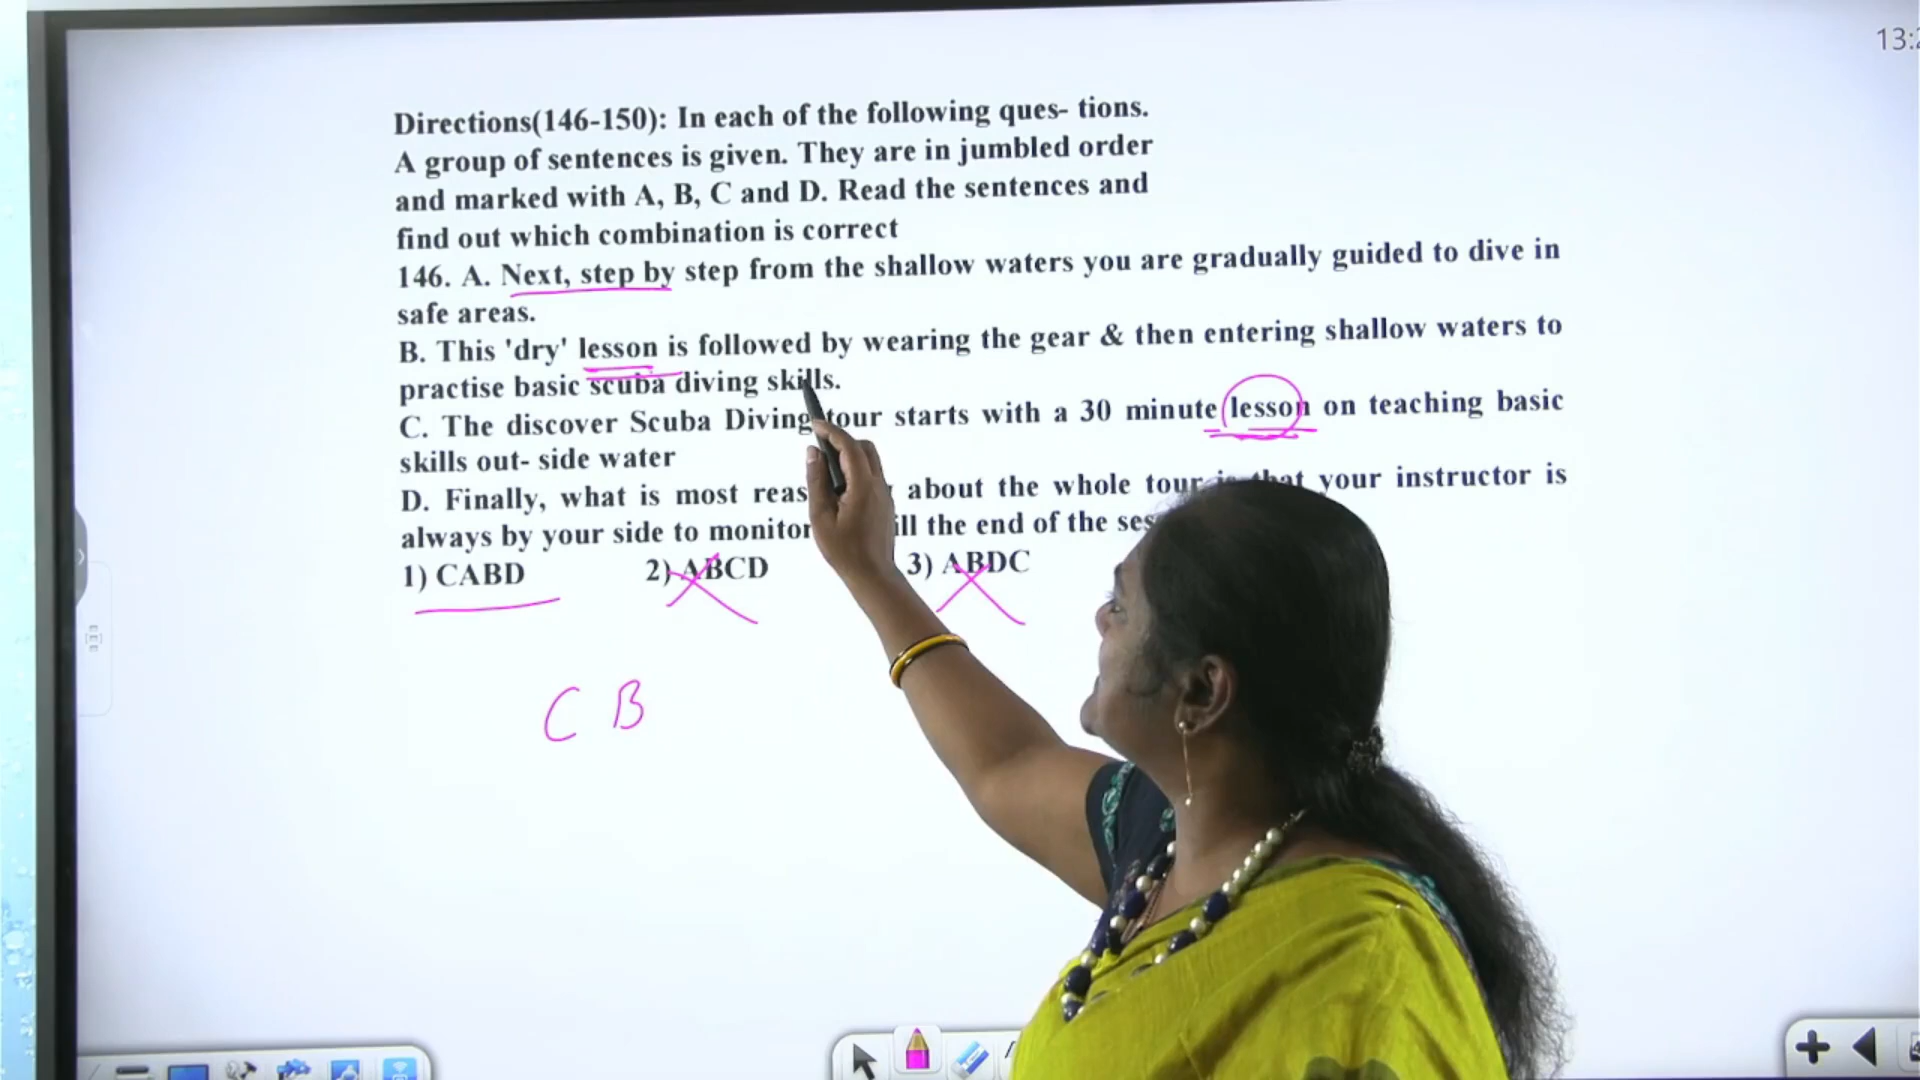 13:
Directions(146-150): In each of the following ques- tions.
A group of sentences is given. They are in jumbled order
and marked with A, B, C and D. Read the sentences and
find out which combination is correct
146. A. Next, step by step from the shallow waters you are gradually guided to dive in
safe areas.
B. This 'dry' lesson is followed by wearing the gear & then entering shallow waters to
practise basic scuba diving skills.
C. The discover Scuba Diving tour starts with a 30 minute lesson on teaching basic
skills out- side water
D. Finally, what is most about the whole tour is that your instructor is
always by your side to monitor the end of the
1) CABD 2) ABCD 3) ABDC
C B